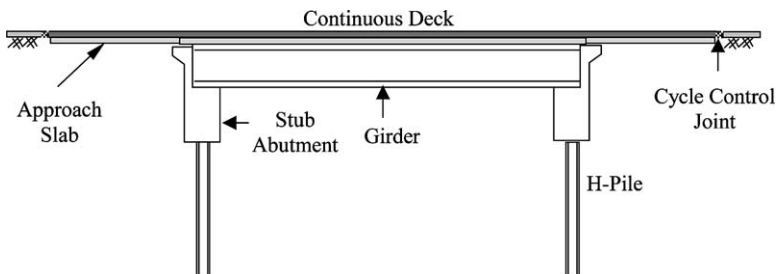 Continuous Deck
Approach
Slab
Stub
Abutment
Girder
Cycle Control
Joint
H-Pile